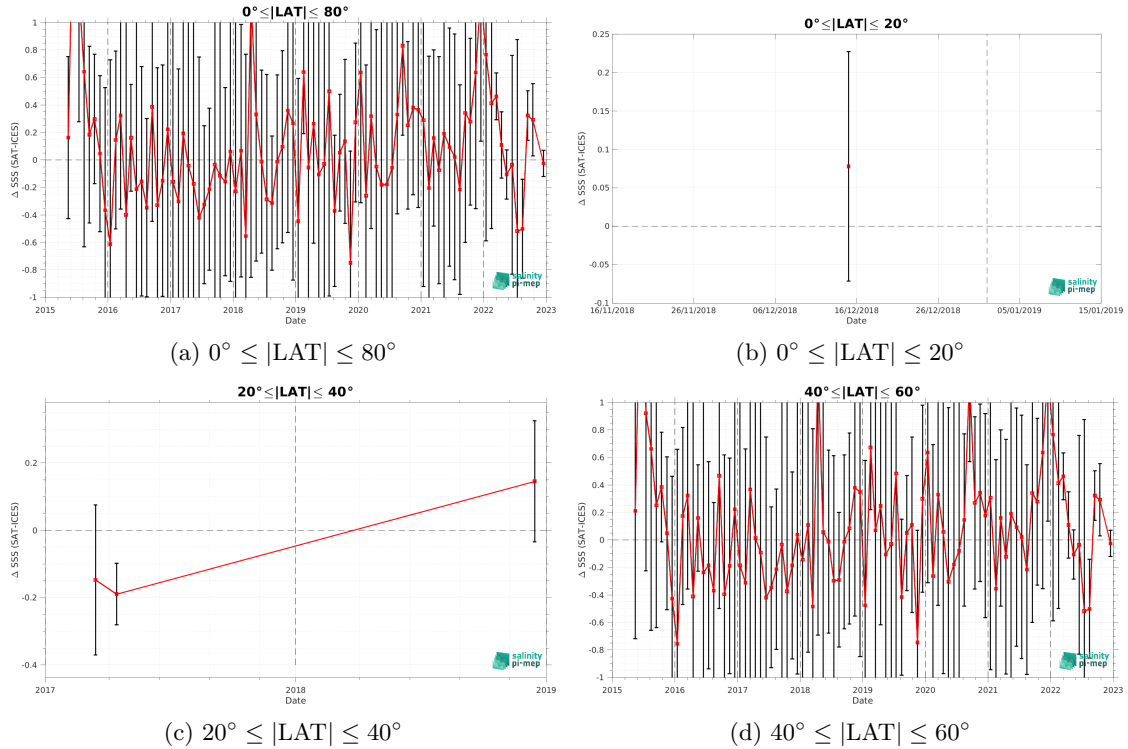 0°≤|LAT|≤ 80°
Δ SSS (SAT-ICES)
1
0.8
0.6
0.4
0.2
0
-0.2
-0.4
-0.6
-0.8
-1
2015 2016 2017 2018 2019 2020 2021 2022 2023
Date
salinity
pi-mep
(a) 0° ≤ |LAT| ≤ 80°
0°≤|LAT|≤ 20°
Δ SSS (SAT-ICES)
0.25
0.2
0.15
0.1
0.05
0
-0.05
-0.1
16/11/2018 26/11/2018 06/12/2018 16/12/2018 26/12/2018 05/01/2019 15/01/2019
Date
salinity
pi-mep
(b) 0° ≤ |LAT| ≤ 20°
20°≤|LAT|≤ 40°
Δ SSS (SAT-ICES)
0.2
0
-0.2
-0.4
2017 2018 2019
Date
salinity
pi-mep
(c) 20° ≤ |LAT| ≤ 40°
40°≤|LAT|≤ 60°
Δ SSS (SAT-ICES)
1
0.8
0.6
0.4
0.2
0
-0.2
-0.4
-0.6
-0.8
-1
2015 2016 2017 2018 2019 2020 2021 2022 2023
Date
salinity
pi-mep
(d) 40° ≤ |LAT| ≤ 60°